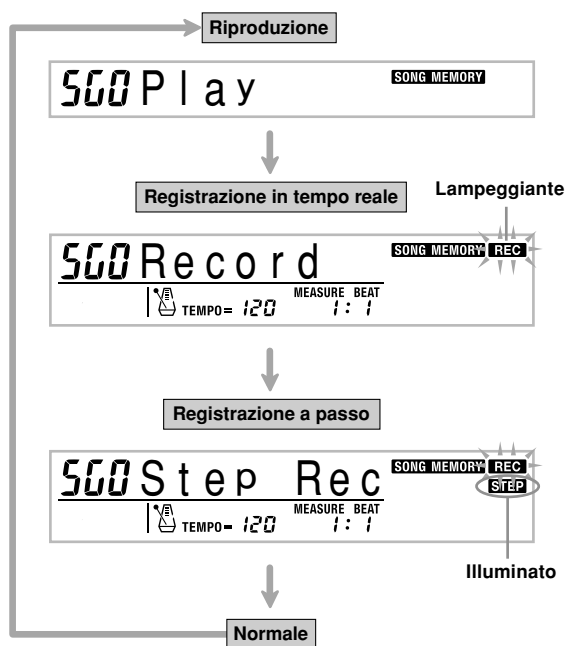 Riproduzione
SG0 Play SONG MEMORY
Registrazione in tempo reale
Lampeggiante
SG0 Record SONG MEMORY REC
TEMPO= 120 MEASURE BEAT 1: 1
Registrazione a passo
SG0 Step Rec SONG MEMORY REC
STEP
TEMPO= 120 MEASURE BEAT 1: 1
Illuminato
Normale